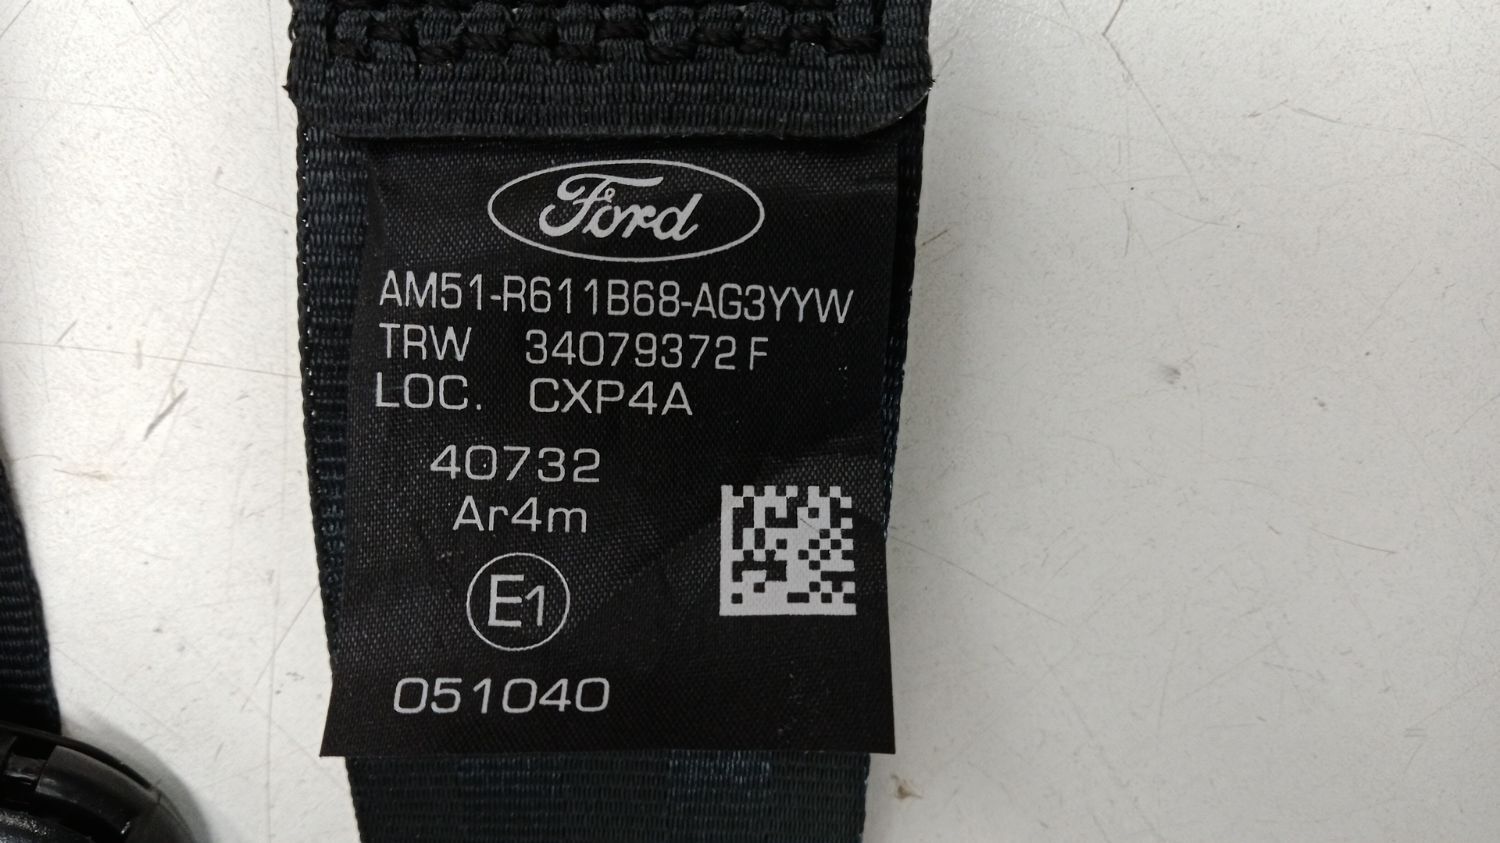 Ford
AM51-R611B68-AG3YYW
TRW 34079372 F
LOC. CXP4A
40732
Ar4m
E1
051040